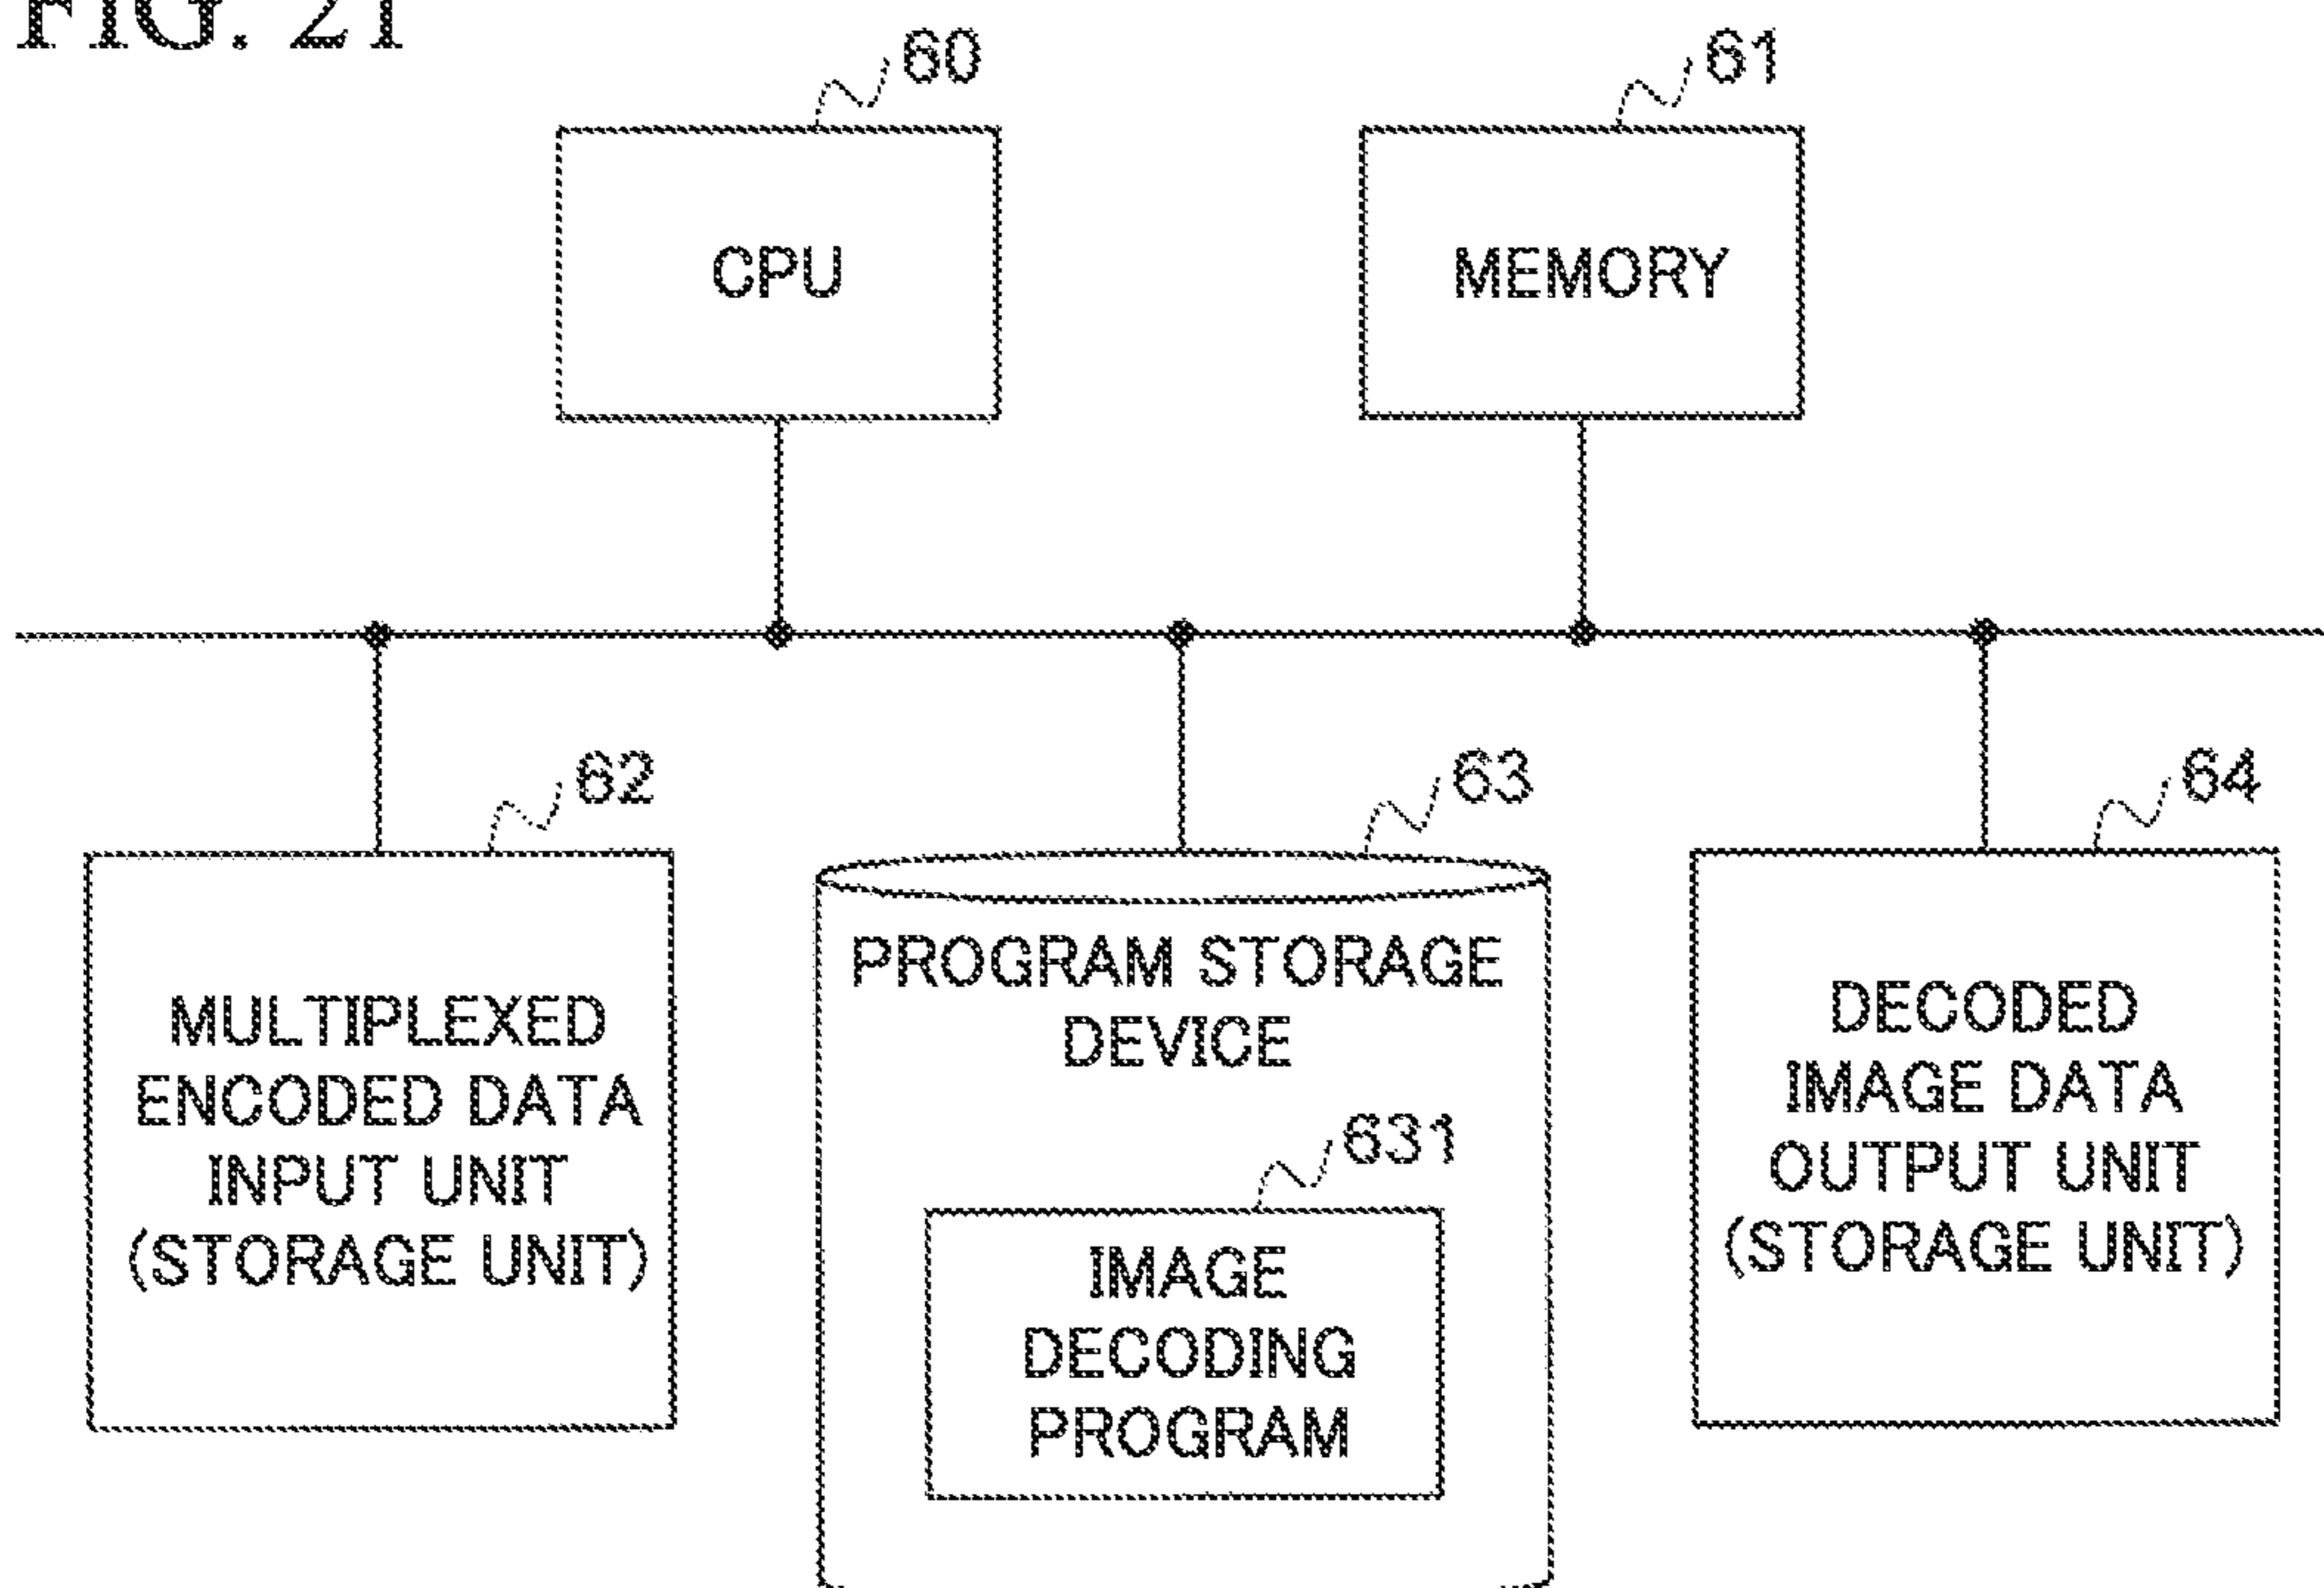 FIG. 21
60
61
CPU
MEMORY
62
63
64
MULTIPLEXED
ENCODED DATA
INPUT UNIT
(STORAGE UNIT)
PROGRAM STORAGE
DEVICE
631
IMAGE
DECODING
PROGRAM
DECODED
IMAGE DATA
OUTPUT UNIT
(STORAGE UNIT)